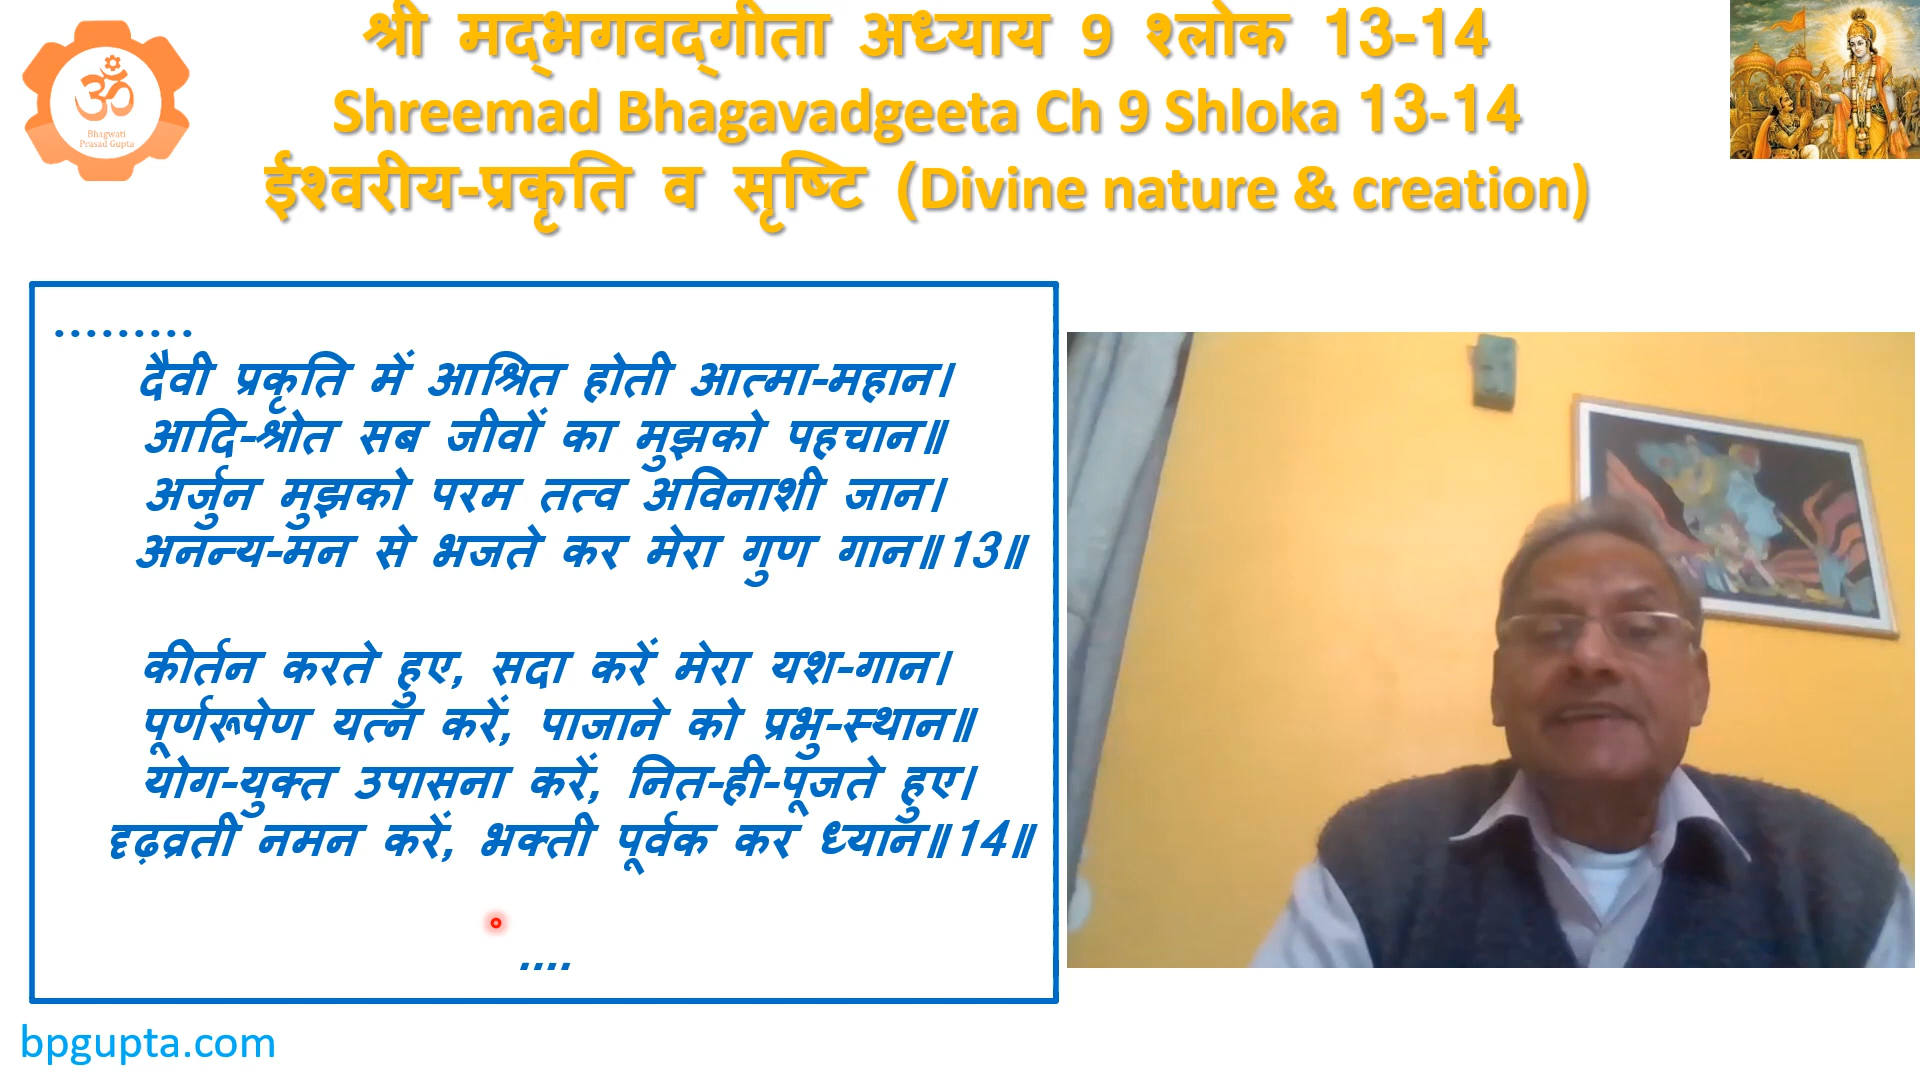 श्री मद्भगवद्गीता अध्याय 9 श्लोक 13-14
Shreemad Bhagavadgeeta Ch 9 Shloka 13-14
ईश्वरीय-प्रकृति व सृष्टि (Divine nature & creation)
ॐ
Bhagwati
Prasad Gupta
.........
दैवी प्रकृति में आश्रित होती आत्मा-महान।
आदि-श्रोत सब जीवों का मुझको पहचान॥
अर्जुन मुझको परम तत्व अविनाशी जान।
अनन्य-मन से भजते कर मेरा गुण गान॥13॥
कीर्तन करते हुए, सदा करें मेरा यश-गान।
पूर्णरूपेण यत्न करें, पाजाने को प्रभु-स्थान॥
योग-युक्त उपासना करें, नित-ही-पूजते हुए।
दृढ़व्रती नमन करें, भक्ती पूर्वक कर ध्यान॥14॥
....
bpgupta.com